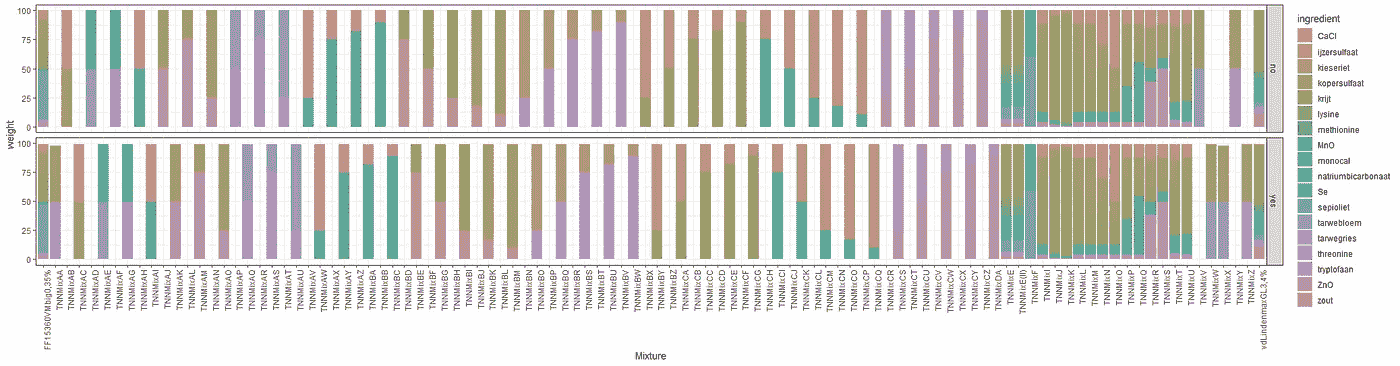 100
75
50
25
0
no
weight
100
75
50
25
0
yes
FF15360VMbig0,35%
TNNMixAA
TNNMixAB
TNNMixAC
TNNMixAD
TNNMixAE
TNNMixAF
TNNMixAG
TNNMixAH
TNNMixAI
TNNMixAJ
TNNMixAK
TNNMixAL
TNNMixAM
TNNMixAN
TNNMixAO
TNNMixAP
TNNMixAQ
TNNMixAR
TNNMixAS
TNNMixAT
TNNMixAU
TNNMixAV
TNNMixAW
TNNMixAX
TNNMixAY
TNNMixAZ
TNNMixBA
TNNMixBB
TNNMixBC
TNNMixBD
TNNMixBE
TNNMixBF
TNNMixBG
TNNMixBH
TNNMixBI
TNNMixBJ
TNNMixBK
TNNMixBL
TNNMixBM
TNNMixBN
TNNMixBO
TNNMixBP
TNNMixBQ
TNNMixBR
TNNMixBS
TNNMixBT
TNNMixBV
TNNMixBW
TNNMixBX
TNNMixBY
TNNMixBZ
TNNMixCA
TNNMixCB
TNNMixCC
TNNMixCD
TNNMixCE
TNNMixCF
TNNMixCG
TNNMixCH
TNNMixCI
TNNMixCJ
TNNMixCK
TNNMixCL
TNNMixCM
TNNMixCN
TNNMixCO
TNNMixCP
TNNMixCQ
TNNMixCR
TNNMixCS
TNNMixCT
TNNMixCU
TNNMixCV
TNNMixCW
TNNMixCX
TNNMixCY
TNNMixCZ
TNNMixDA
TNNMixE
TNNMixE(II)
TNNMixF
TNNMixI
TNNMixJ
TNNMixK
TNNMixL
TNNMixM
TNNMixN
TNNMixO
TNNMixP
TNNMixQ
TNNMixR
TNNMixS
TNNMixT
TNNMixU
TNNMixV
TNNMixW
TNNMixX
TNNMixY
TNNMixZ
vdLindenmarGL3,4%
Mixture
ingredient
CaCl
ijzersulfaat
kieseriet
kopersulfaat
krijt
lysine
methionine
MnO
monocal
natriumbicarbonaat
Se
sepioliet
tarwebloem
tarwegries
threonine
tryptofaan
ZnO
zout